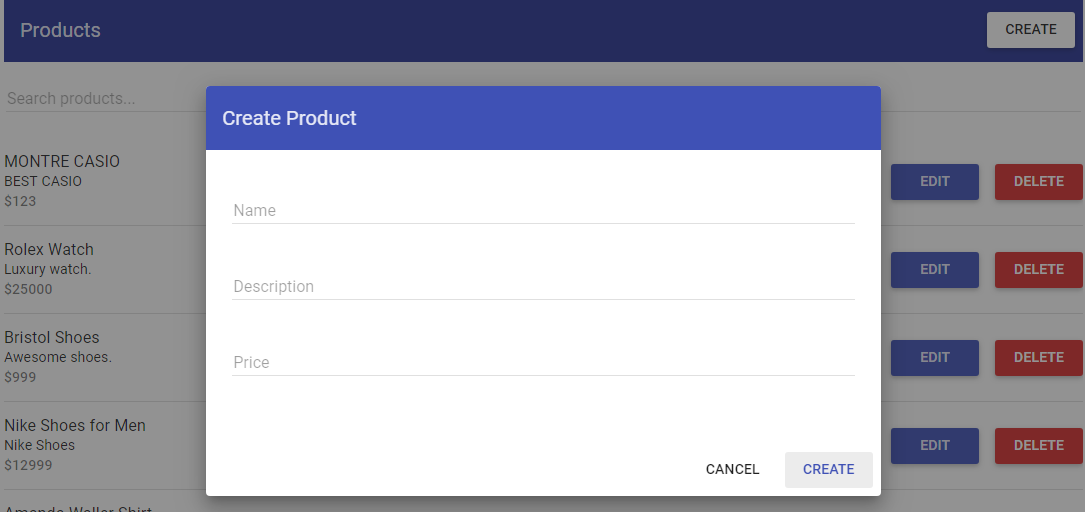 Products
CREATE
Search products...
Create Product
MONTRE CASIO
BEST CASIO
$123
EDIT
DELETE
Name
Rolex Watch
Luxury watch.
$25000
EDIT
DELETE
Description
Bristol Shoes
Awesome shoes.
$999
EDIT
DELETE
Price
Nike Shoes for Men
Nike Shoes
$12999
EDIT
DELETE
CANCEL
CREATE